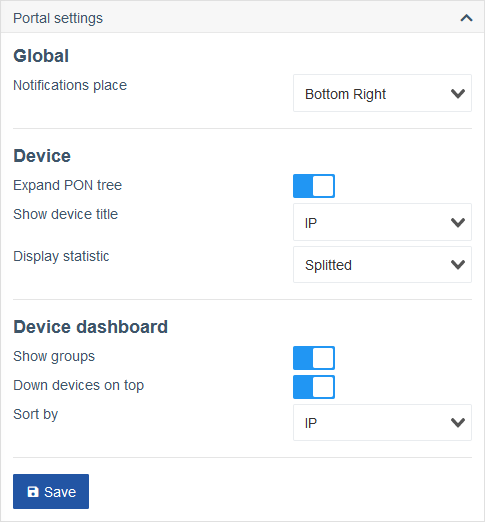 Portal settings
Global
Notifications place
Bottom Right
Device
Expand PON tree
Show device title
IP
Display statistic
Splitted
Device dashboard
Show groups
Down devices on top
Sort by
IP
Save